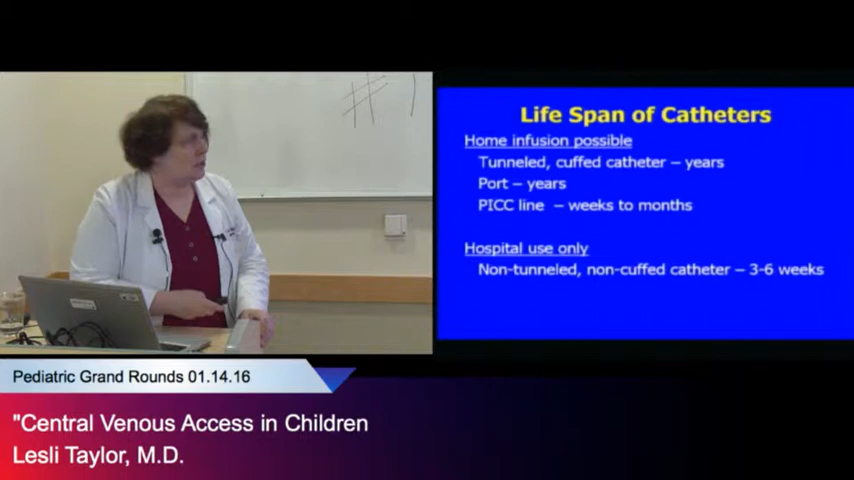 #1
Life Span of Catheters
Home infusion possible
Tunneled, cuffed catheter – years
Port – years
PICC line – weeks to months
Hospital use only
Non-tunneled, non-cuffed catheter – 3-6 weeks
Pediatric Grand Rounds 01.14.16
"Central Venous Access in Children
Lesli Taylor, M.D.